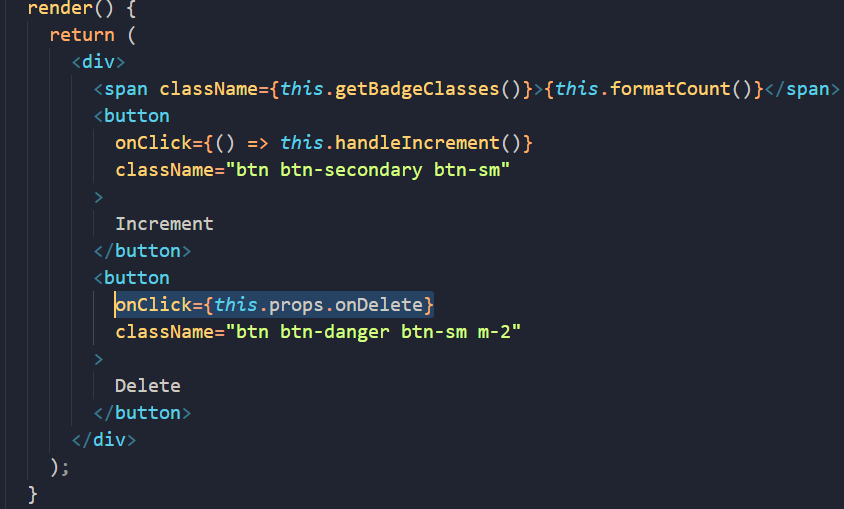 render() {
return (
<div>
<span className={this.getBadgeClasses()}>{this.formatCount()}</span>
<button
onClick={() => this.handleIncrement()}
className="btn btn-secondary btn-sm"
>
Increment
</button>
<button
onClick={this.props.onDelete}
className="btn btn-danger btn-sm m-2"
>
Delete
</button>
</div>
);
}